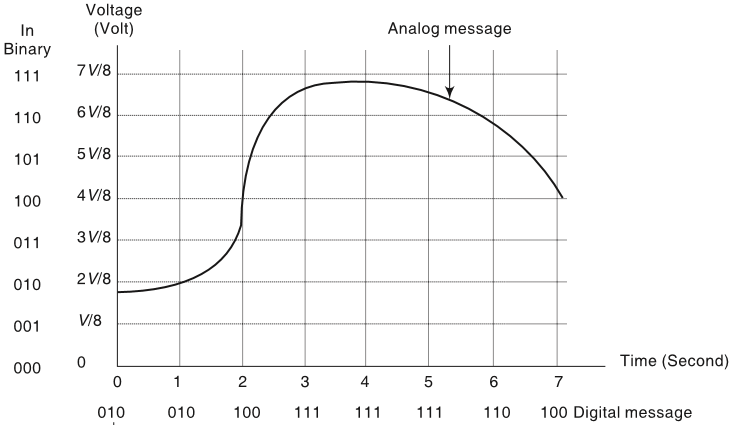 Voltage
(Volt)
In
Binary
Analog message
111 7V/8
110 6V/8
101 5V/8
100 4V/8
011 3V/8
010 2V/8
001 V/8
000 0
Time (Second)
0 1 2 3 4 5 6 7
010 010 100 111 111 111 110 100 Digital message